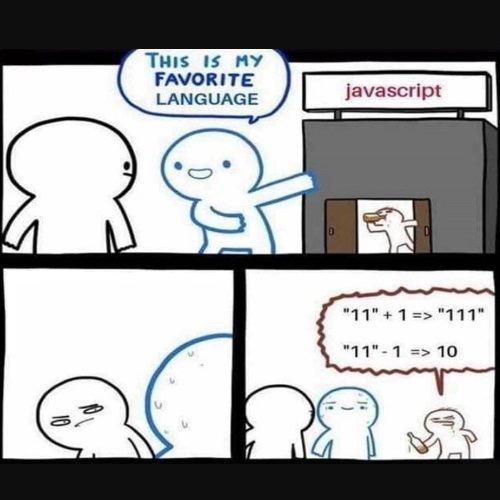 THIS IS MY
FAVORITE
LANGUAGE
javascript
"11" + 1 => "111"
"11" - 1 => 10